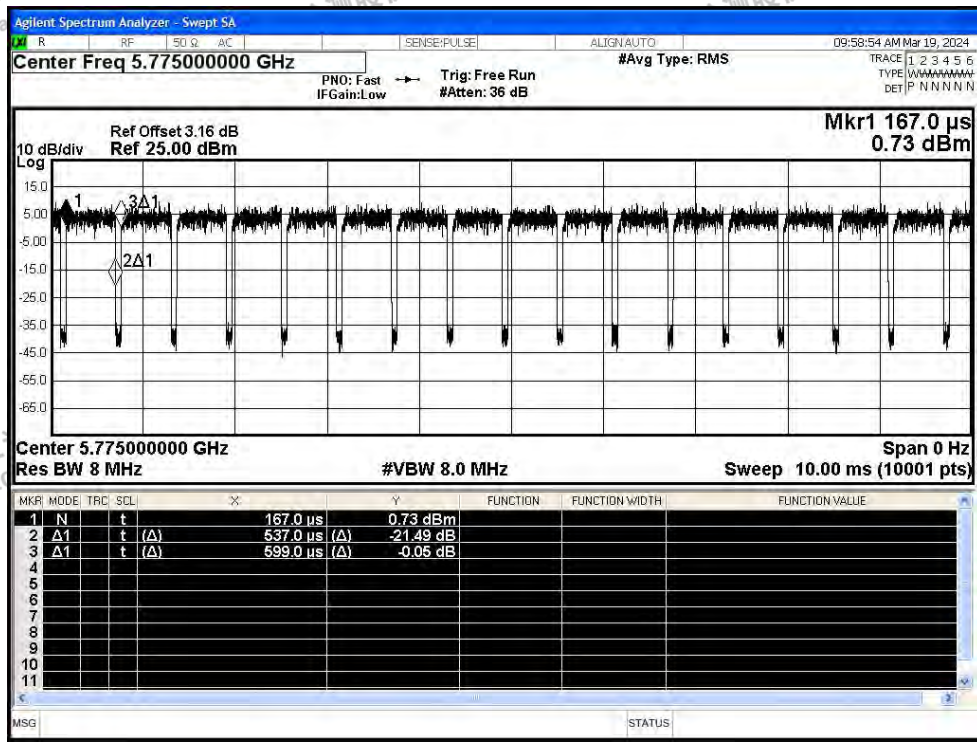 Agilent Spectrum Analyzer - Swept SA
R RF 50 Ω AC SENSE:PULSE ALIGN AUTO 09:58:54 AM Mar 19, 2024
Center Freq 5.775000000 GHz
#Avg Type: RMS
TRACE 1 2 3 4 5 6
TYPE WWWWWW
DET P N N N N N
PNO: Fast Trig: Free Run
IFGain:Low #Atten: 36 dB
Mkr1 167.0 µs
0.73 dBm
Ref Offset 3.16 dB
10 dB/div Ref 25.00 dBm
Log
15.0
5.00
-5.00
-15.0
-25.0
-35.0
-45.0
-55.0
-65.0
1
3Δ1
2Δ1
Center 5.775000000 GHz Span 0 Hz
Res BW 8 MHz #VBW 8.0 MHz Sweep 10.00 ms (10001 pts)
MKR MODE TRC SCL X Y FUNCTION FUNCTION WIDTH FUNCTION VALUE
1 N t 167.0 µs 0.73 dBm
2 Δ1 t (Δ) 537.0 µs (Δ) -21.49 dB
3 Δ1 t (Δ) 599.0 µs (Δ) -0.05 dB
4
5
6
7
8
9
10
11
MSG STATUS